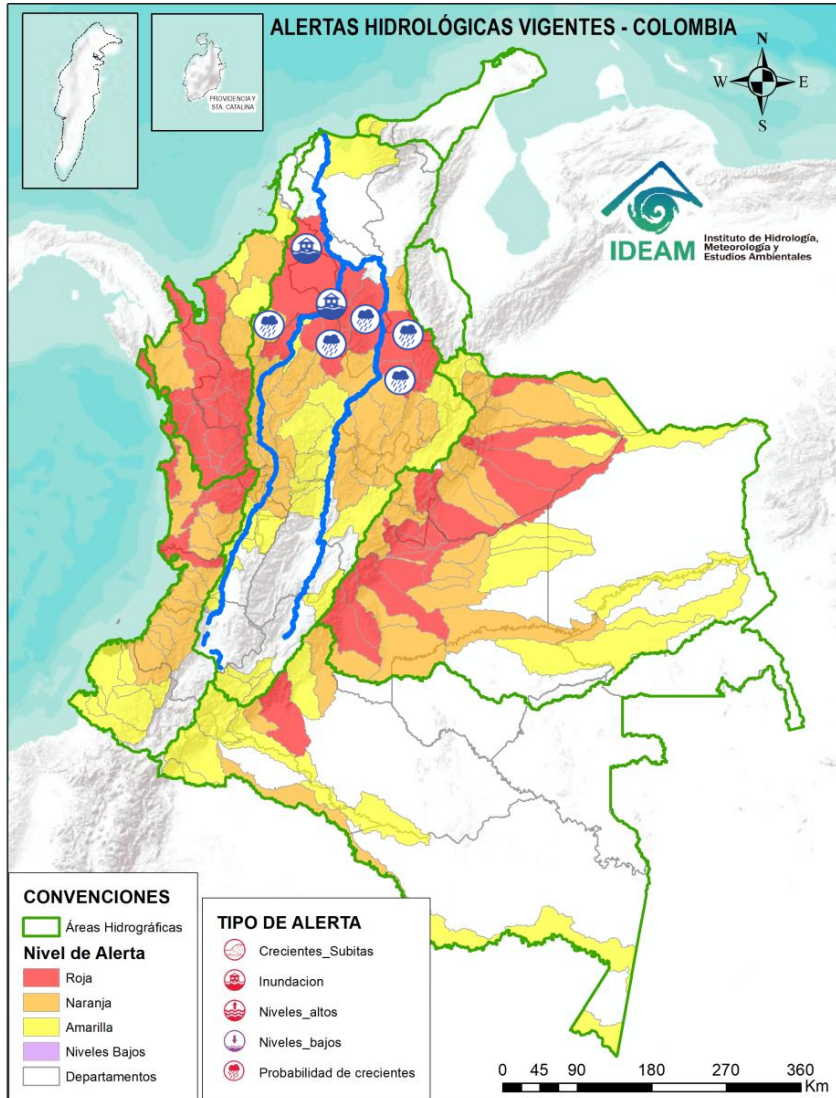 ALERTAS HIDROLÓGICAS VIGENTES - COLOMBIA
PROVIDENCIA Y
STA. CATALINA
N
W
E
S
IDEAM
Instituto de Hidrología,
Meteorología y
Estudios Ambientales
CONVENCIONES
Áreas Hidrográficas
Nivel de Alerta
Roja
Naranja
Amarilla
Niveles Bajos
Departamentos
TIPO DE ALERTA
Crecientes_Subitas
Inundacion
Niveles_altos
Niveles_bajos
Probabilidad de crecientes
0 45 90 180 270 360
Km